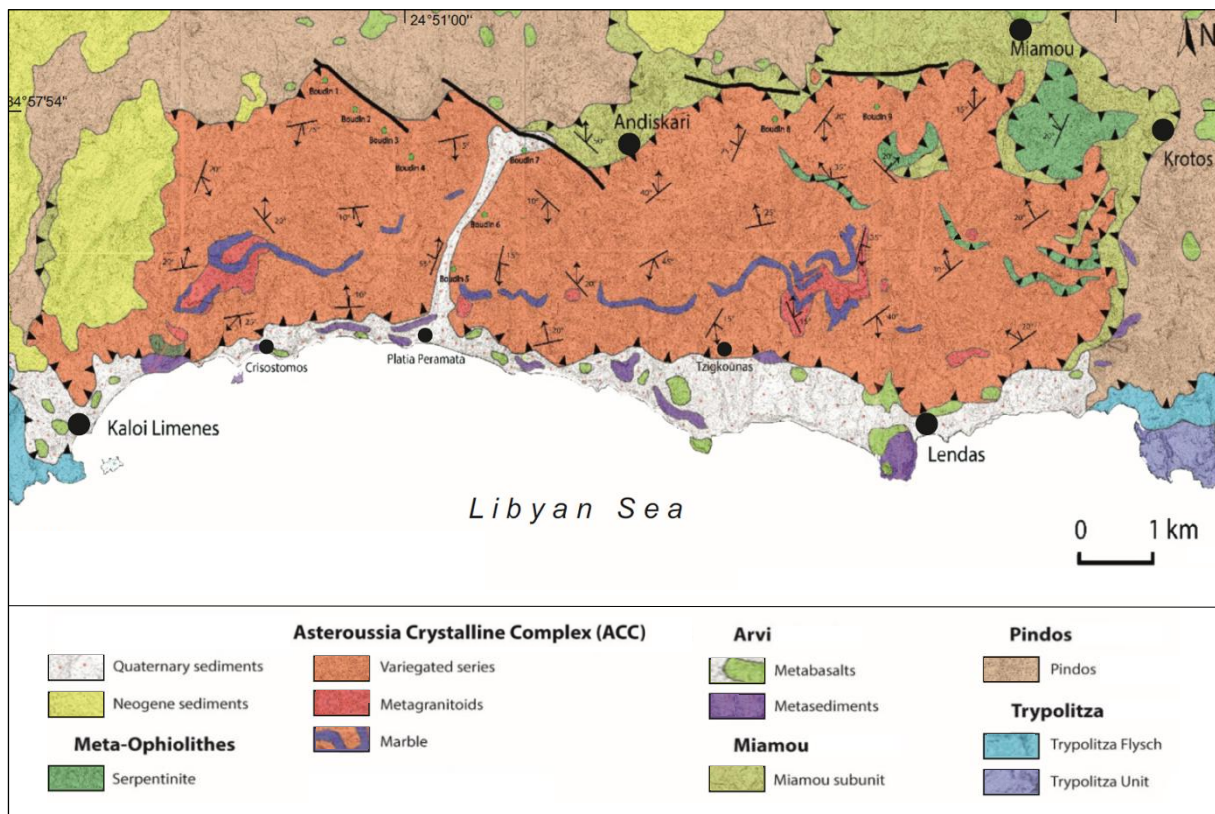 24°51'00"
N
Miamou
34°57'54"
Boudin 1
Boudin 2
Boudin 3
Boudin 4
Boudin 7
Boudin 8
Boudin 9
Andiskari
Krotos
Boudin 6
Boudin 5
Crisostomos
Platia Peramata
Tzigkoùnas
Kaloi Limenes
Lendas
Libyan Sea
0 1 km
Asteroussia Crystalline Complex (ACC)
Arvi
Pindos
Quaternary sediments
Variegated series
Metabasalts
Pindos
Neogene sediments
Metagranitoids
Metasediments
Trypolitza
Meta-Ophiolithes
Marble
Miamou
Trypolitza Flysch
Serpentinite
Miamou subunit
Trypolitza Unit